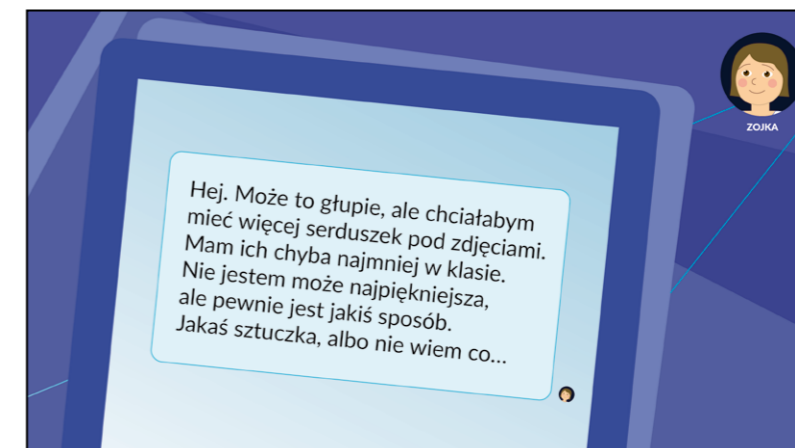 ZOJKA
Hej. Może to głupie, ale chciałabym
mieć więcej serduszek pod zdjęciami.
Mam ich chyba najmniej w klasie.
Nie jestem może najpiękniejsza,
ale pewnie jest jakiś sposób.
Jakaś sztuczka, albo nie wiem co...